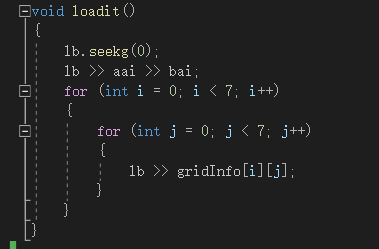 void loadit()
{
lb.seekg(0);
lb >> aai >> bai;
for (int i = 0; i < 7; i++)
{
for (int j = 0; j < 7; j++)
{
lb >> gridInfo[i][j];
}
}
}